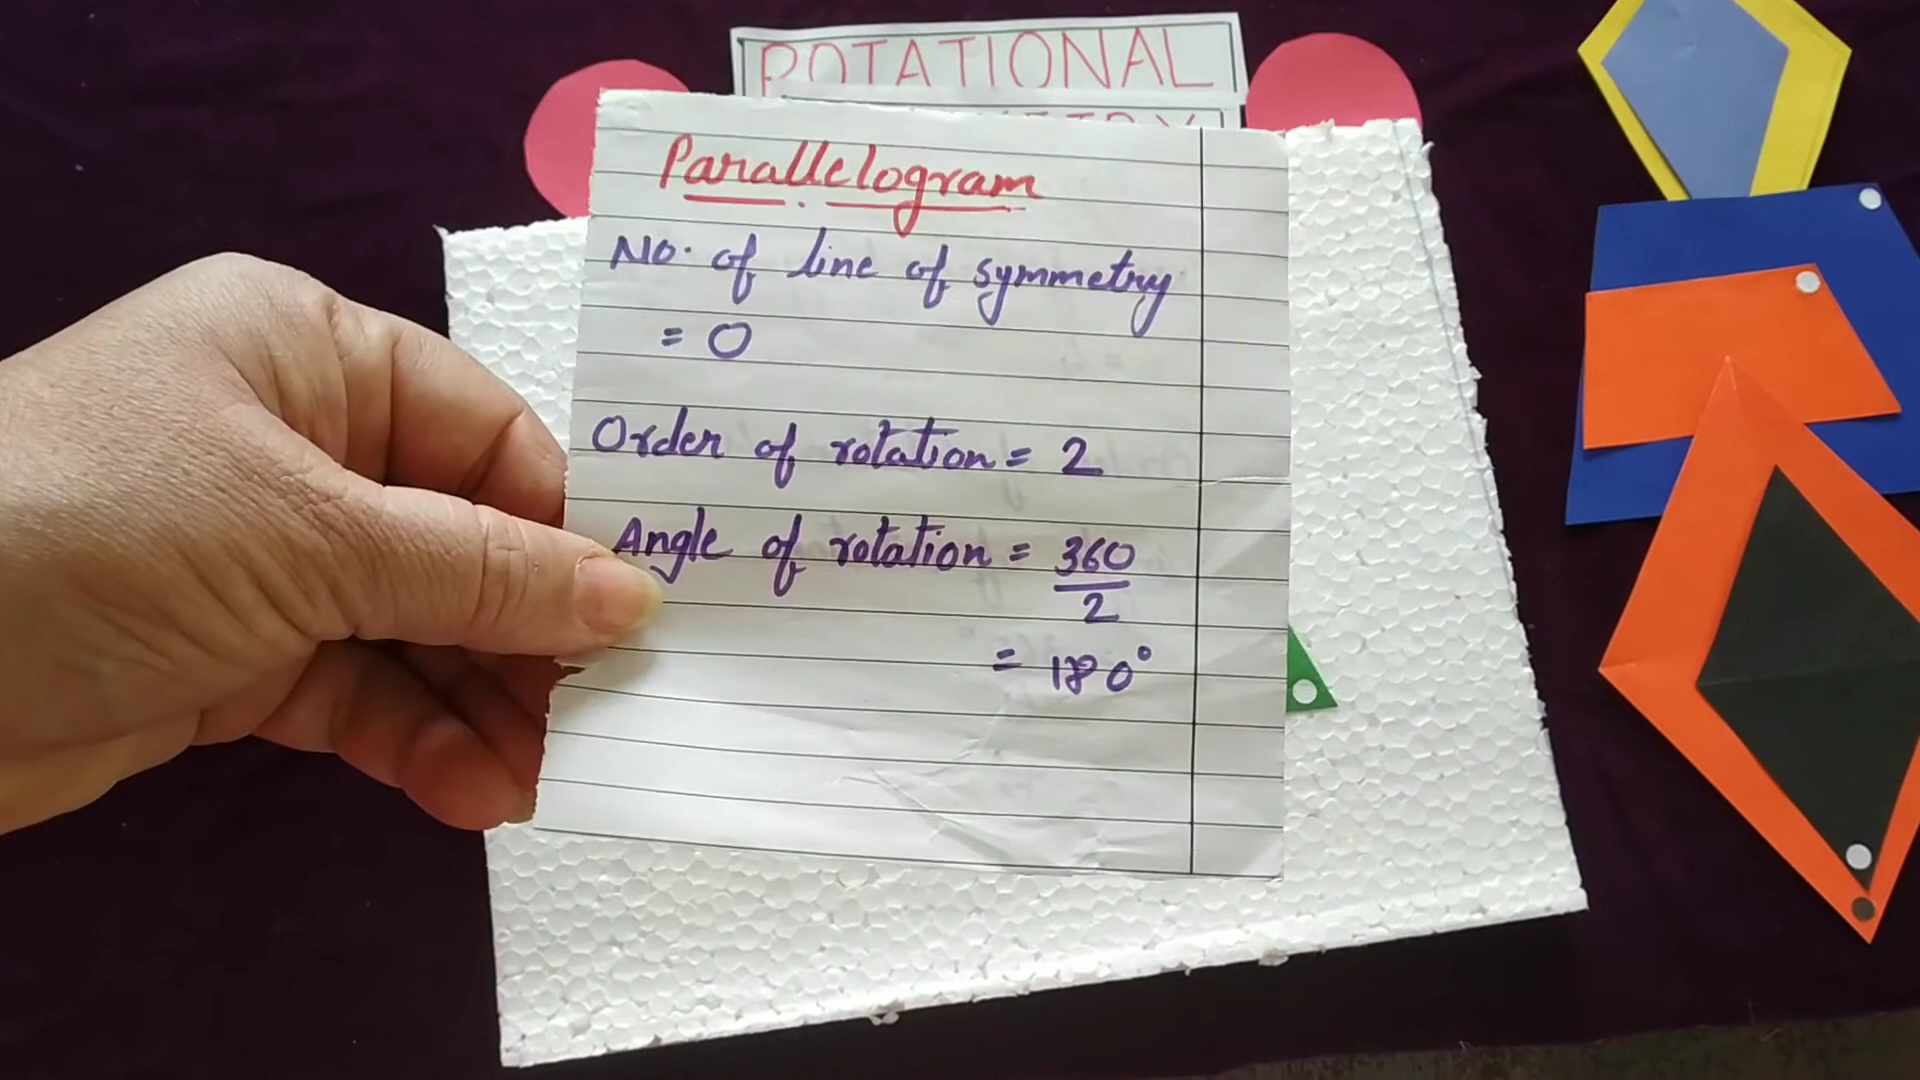 ROTATIONAL
Parallelogram
No. of line of symmetry
= 0
Order of rotation = 2
Angle of rotation = 360
2
= 180°